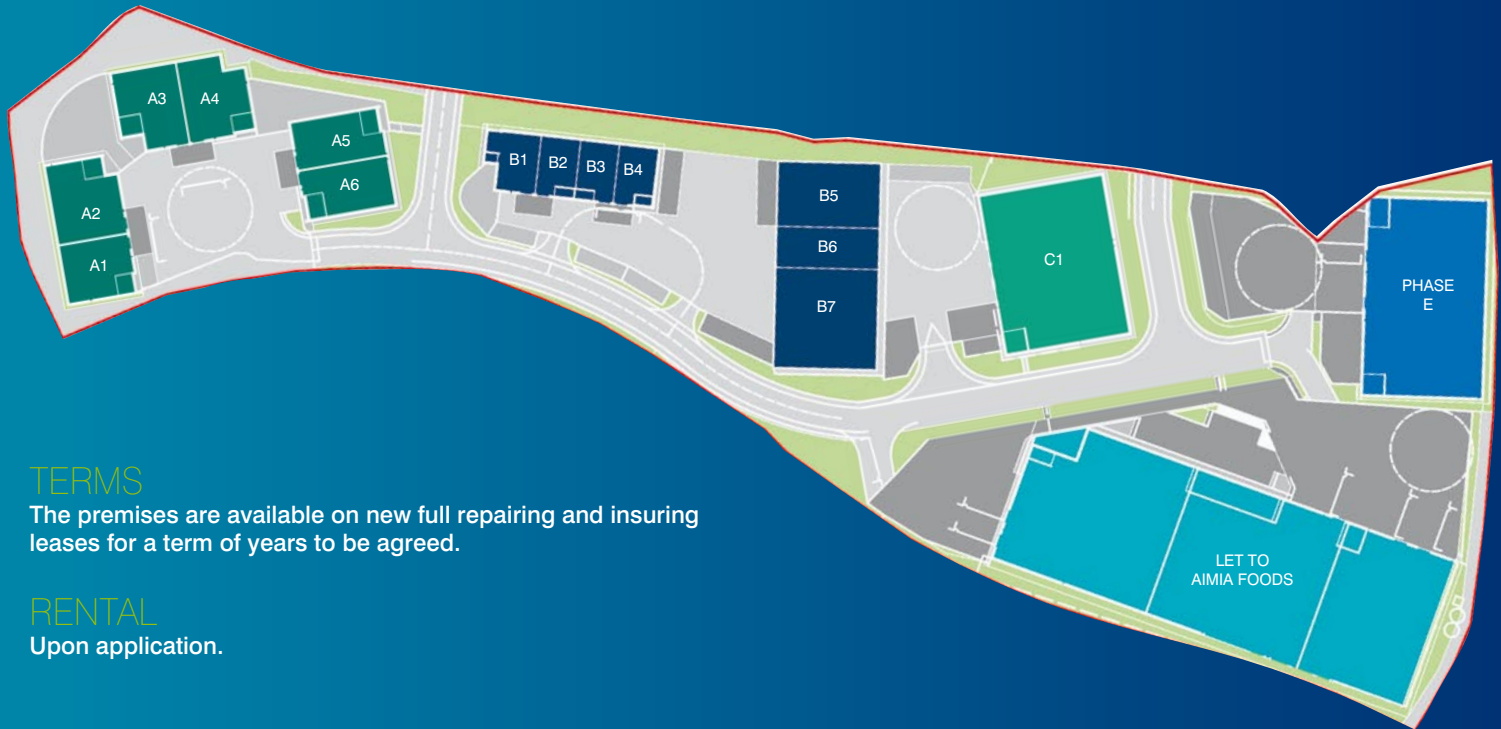 A3
A4
A5
A6
A2
A1
B1
B2
B3
B4
B5
B6
B7
C1
PHASE
E
LET TO
AIMIA FOODS
TERMS
The premises are available on new full repairing and insuring
leases for a term of years to be agreed.
RENTAL
Upon application.